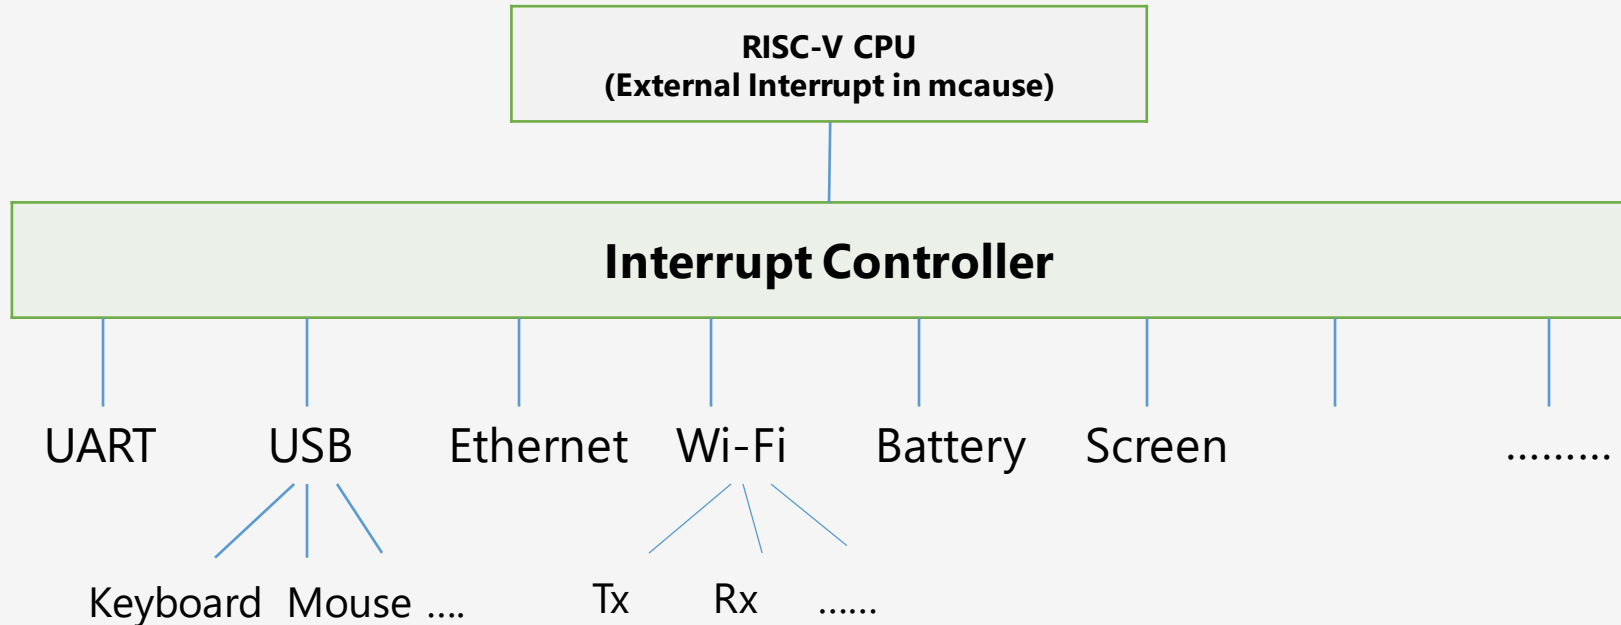 RISC-V CPU
(External Interrupt in mcause)
Interrupt Controller
UART USB Ethernet Wi-Fi Battery Screen ………
Keyboard Mouse …. Tx Rx ……